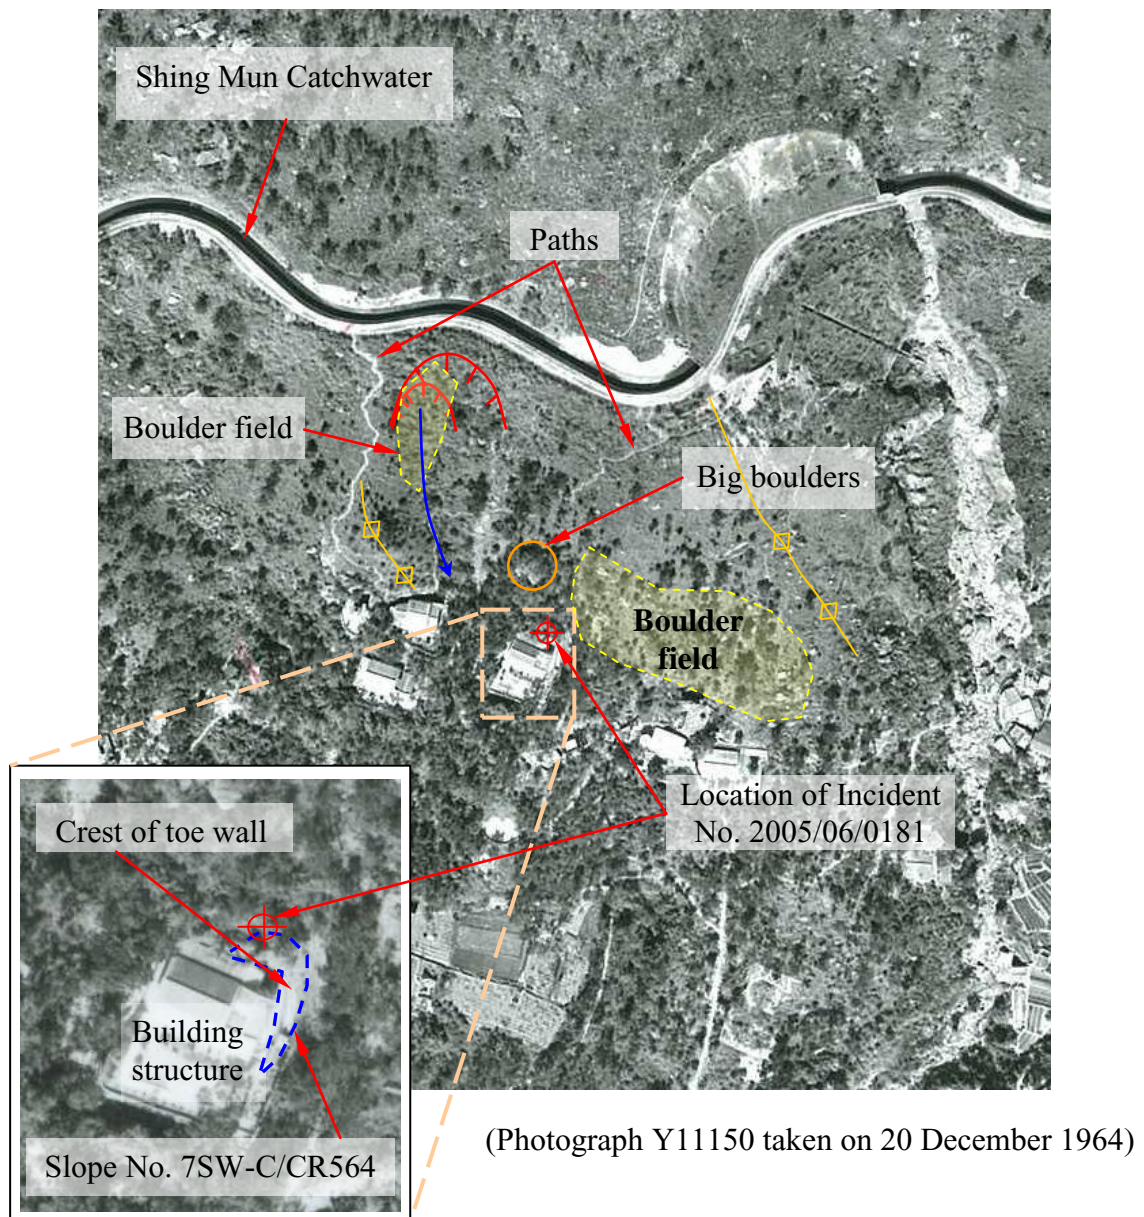 Shing Mun Catchwater
Paths
Boulder field
Big boulders
Boulder
field
Location of Incident
No. 2005/06/0181
Crest of toe wall
Building
structure
Slope No. 7SW-C/CR564
(Photograph Y11150 taken on 20 December 1964)